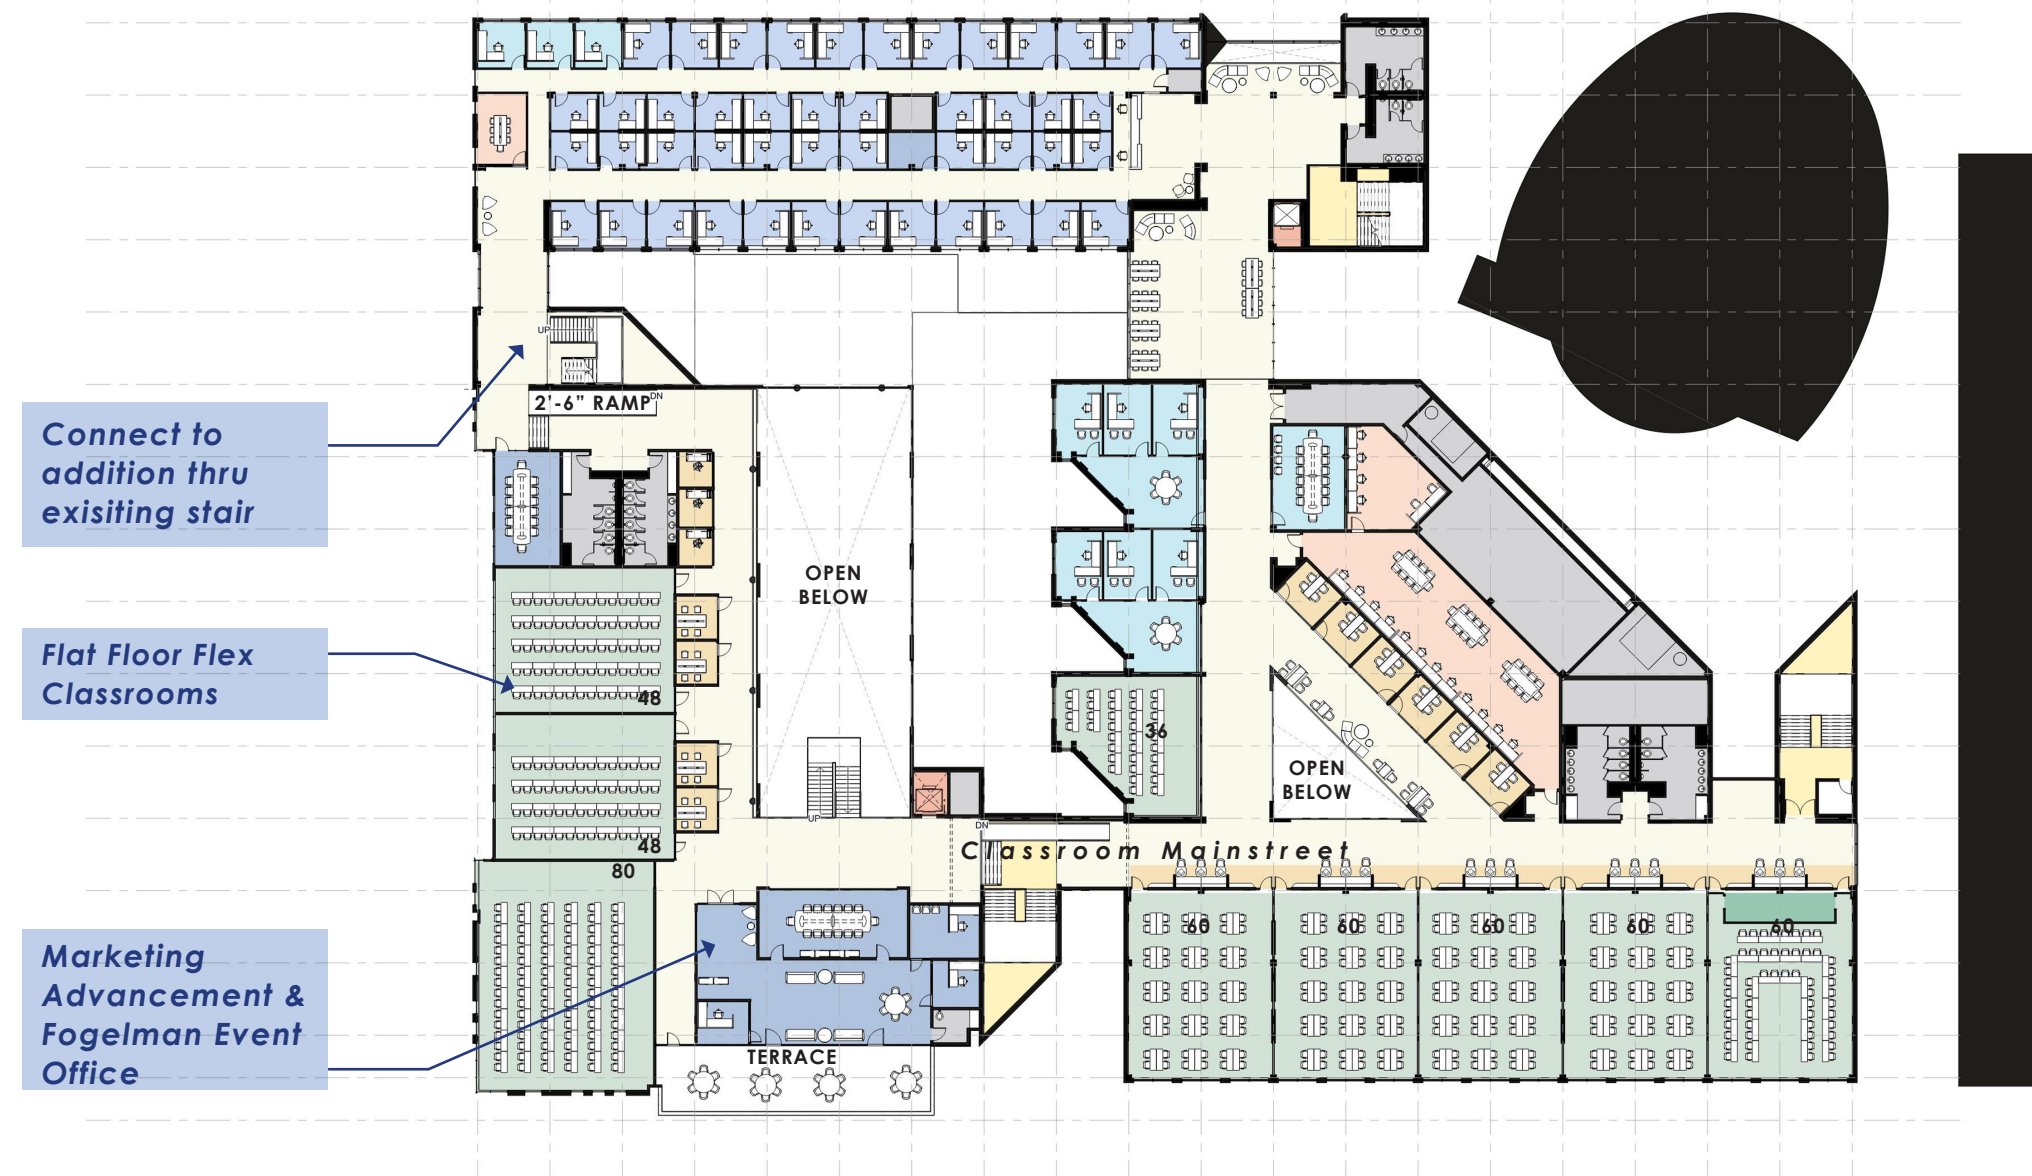 UP
2'-6" RAMP
DN
Connect to
addition thru
exisiting stair
OPEN
BELOW
Flat Floor Flex
Classrooms
48
36
OPEN
BELOW
UP
48
DN
Classroom Mainstreet
80
60
60
60
60
60
Marketing
Advancement &
Fogelman Event
Office
TERRACE